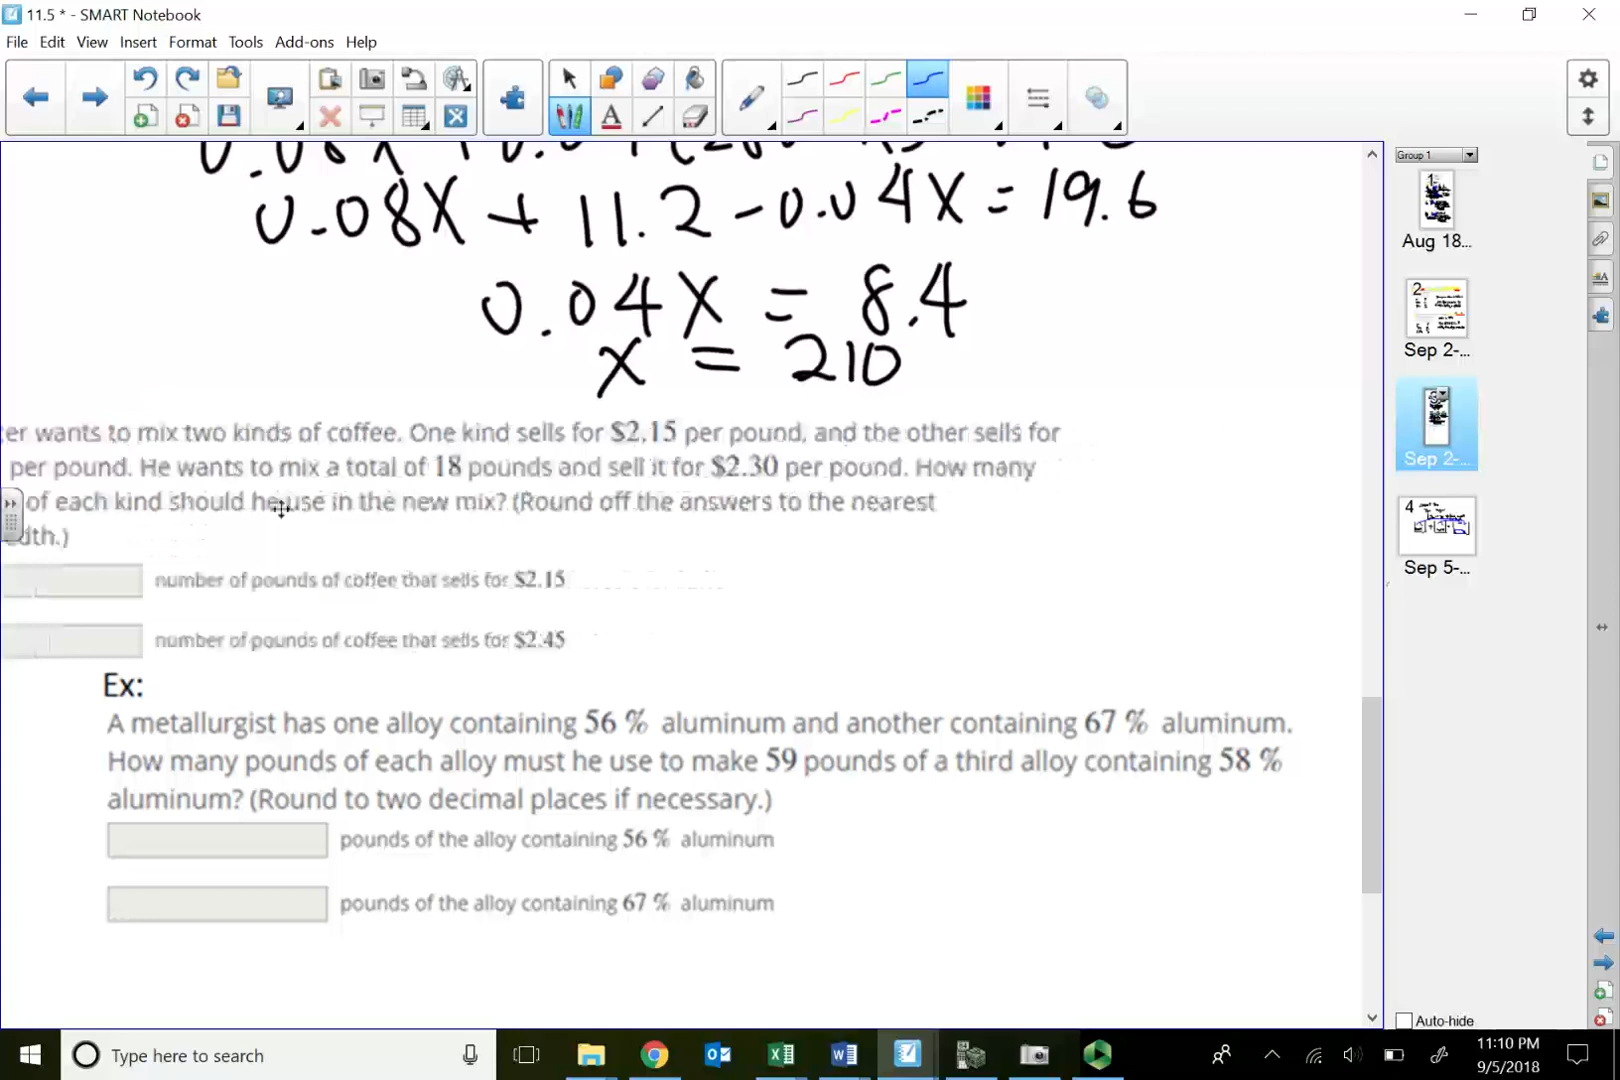 11.5 * - SMART Notebook
File Edit View Insert Format Tools Add-ons Help
0.08X + 11.2 - 0.04X = 19.6
0.04X = 8.4
X = 210
er wants to mix two kinds of coffee. One kind sells for $2.15 per pound, and the other sells for
per pound. He wants to mix a total of 18 pounds and sell it for $2.30 per pound. How many
of each kind should he use in the new mix? (Round off the answers to the nearest
dth.)
number of pounds of coffee that sells for $2.15
number of pounds of coffee that sells for $2.45
Ex:
A metallurgist has one alloy containing 56 % aluminum and another containing 67 % aluminum.
How many pounds of each alloy must he use to make 59 pounds of a third alloy containing 58 %
aluminum? (Round to two decimal places if necessary.)
pounds of the alloy containing 56 % aluminum
pounds of the alloy containing 67 % aluminum
Group 1
Aug 18...
2
Sep 2-...
Sep 2-...
4
Sep 5-...
Auto-hide
Type here to search
11:10 PM
9/5/2018